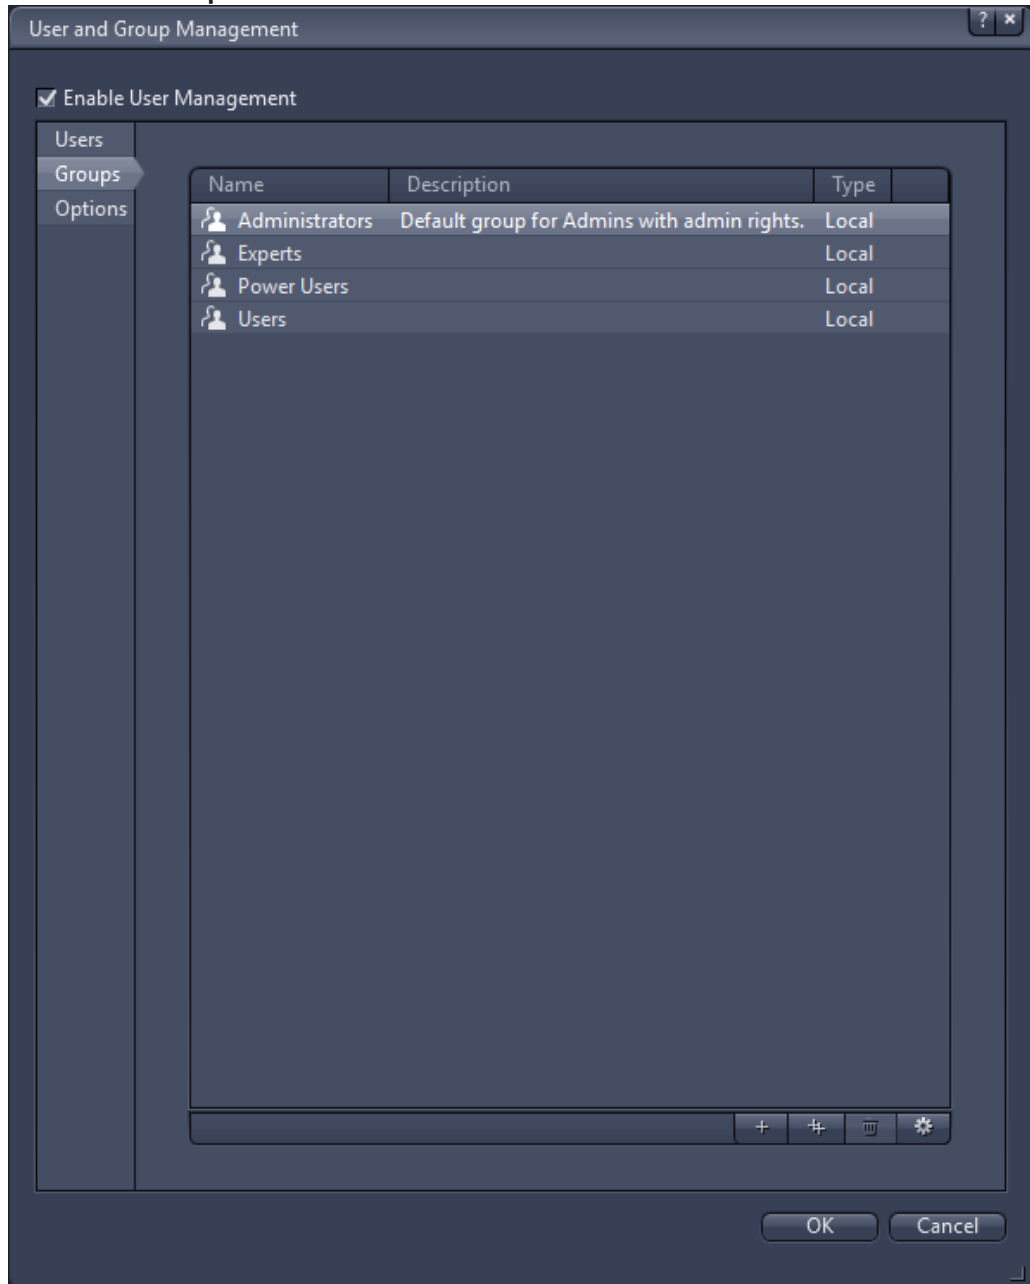 User and Group Management
Enable User Management
Users
Groups
Options
Name Description Type
Administrators Default group for Admins with admin rights. Local
Experts Local
Power Users Local
Users Local
OK Cancel